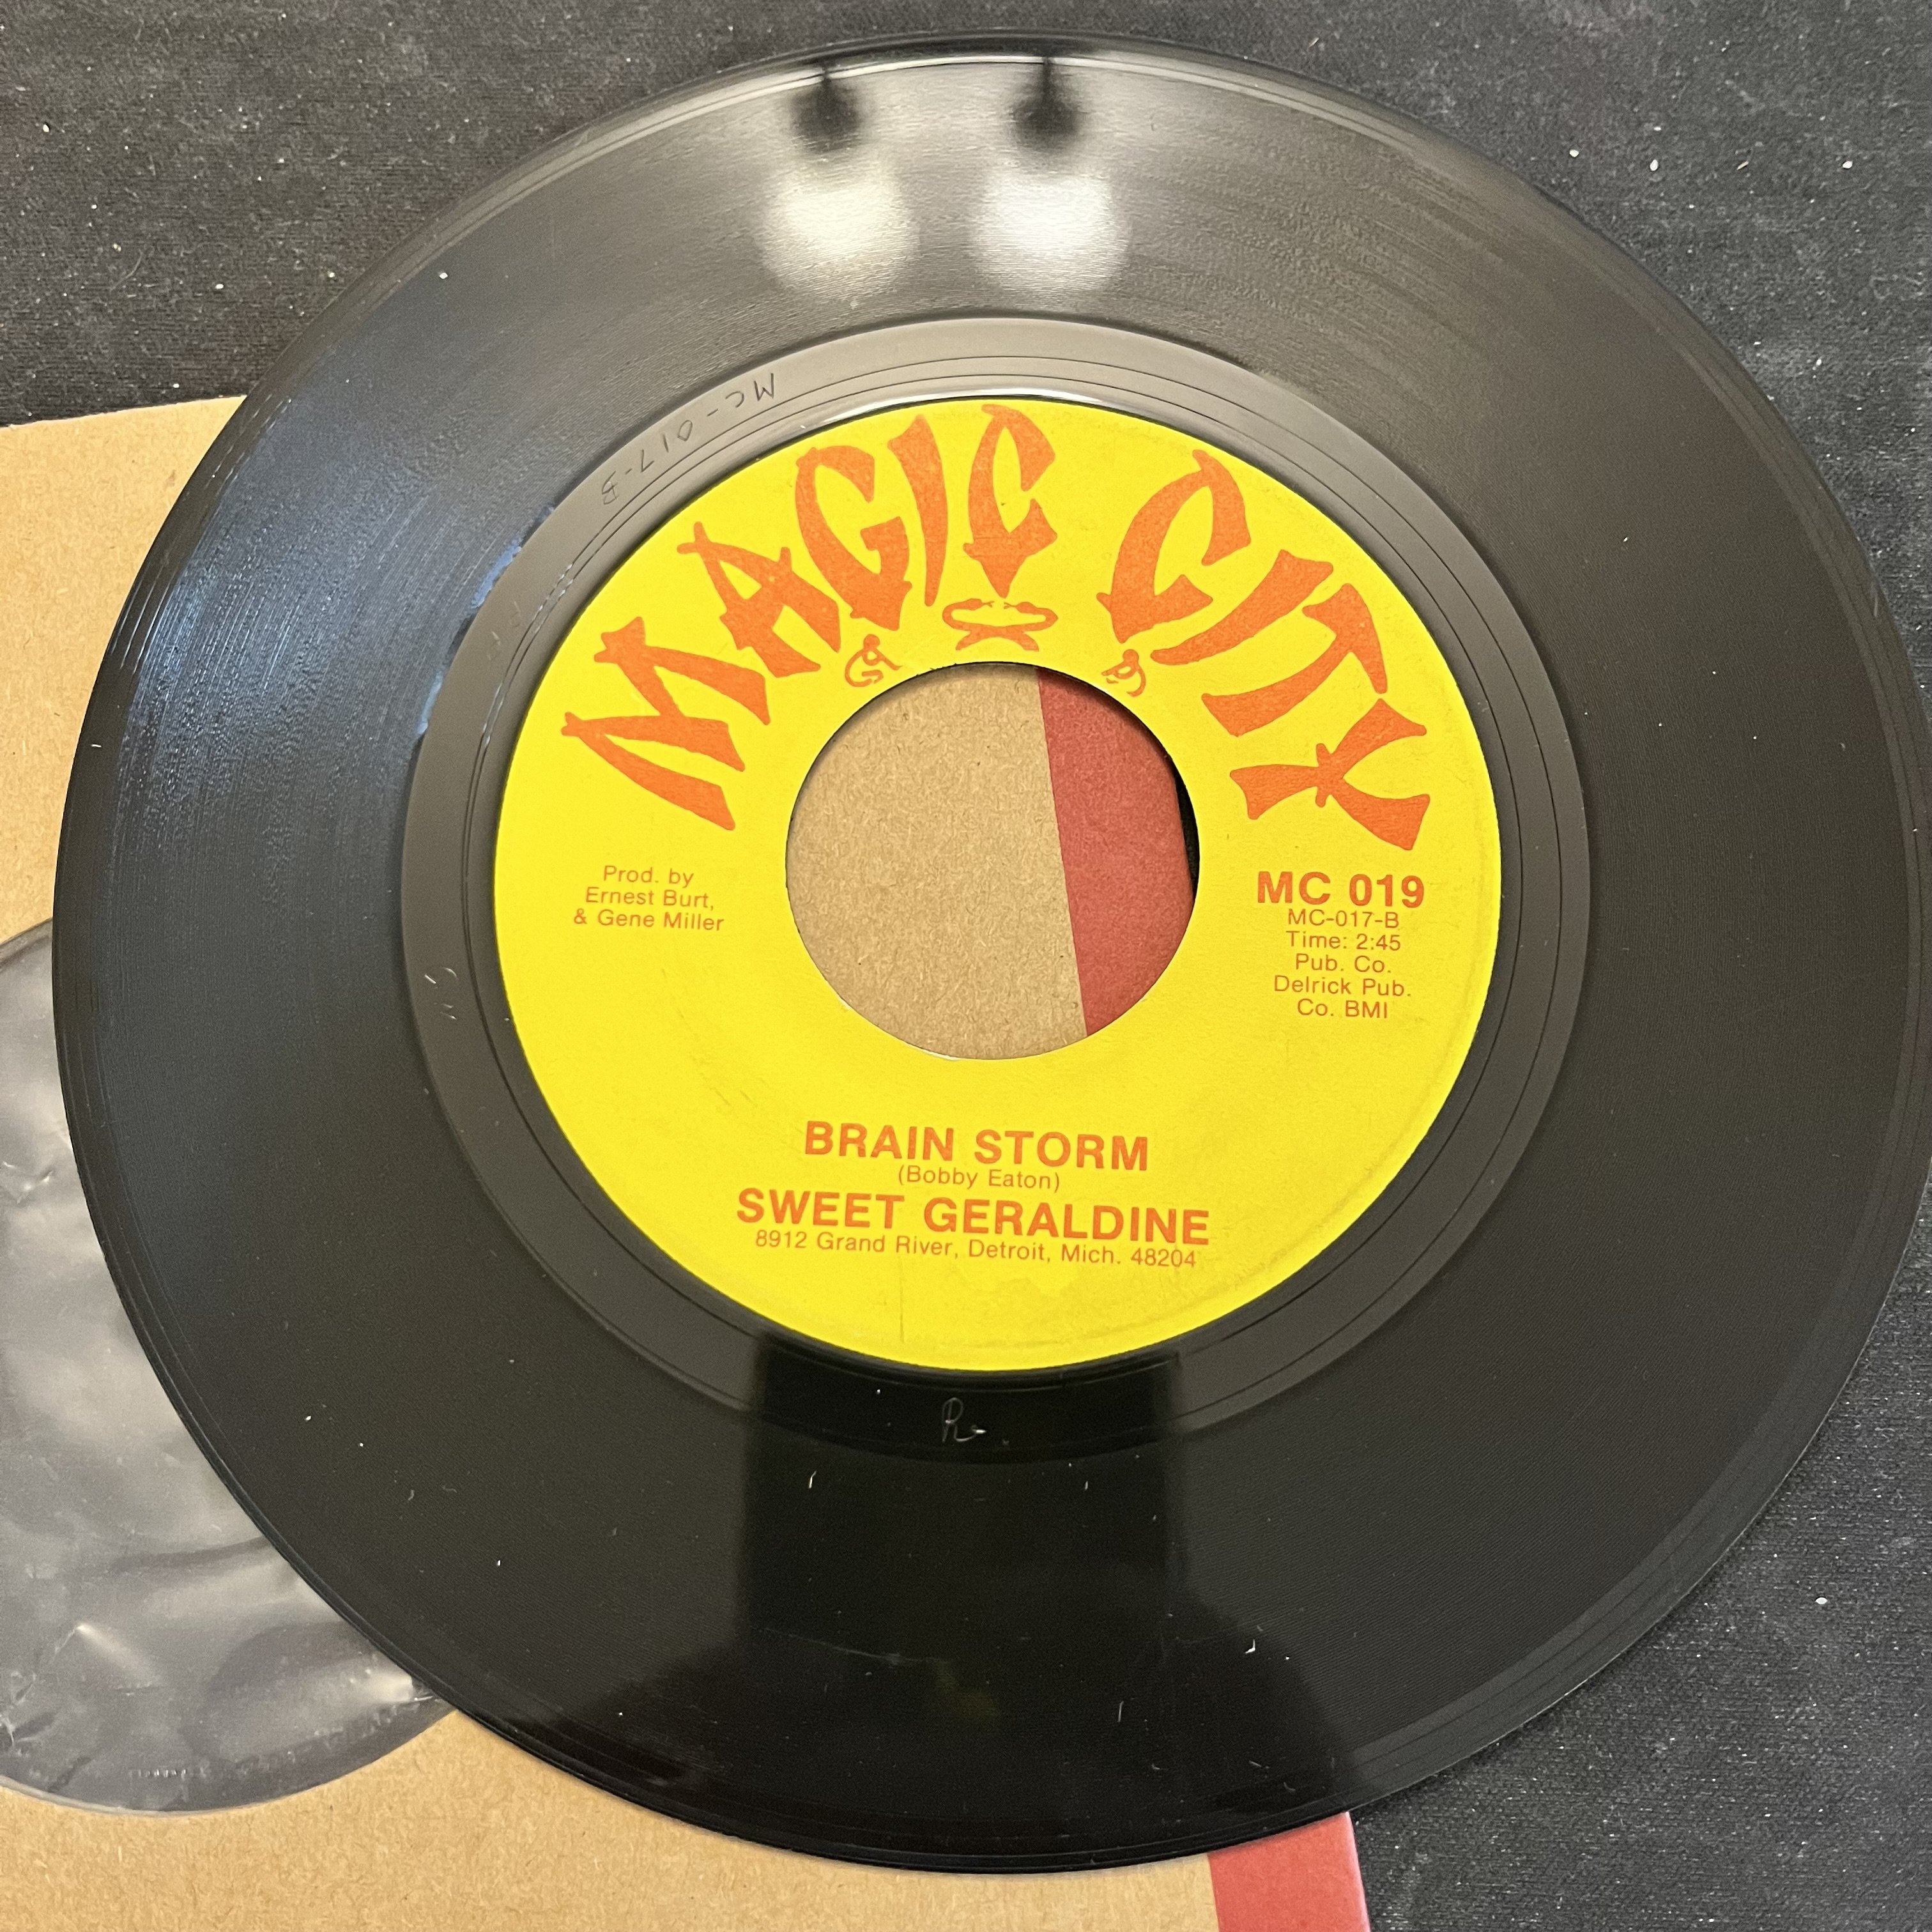 MAGIC CITY
Prod. by
Ernest Burt,
& Gene Miller
MC 019
MC-017-B
Time: 2:45
Pub. Co.
Delrick Pub.
Co. BMI
BRAIN STORM
(Bobby Eaton)
SWEET GERALDINE
8912 Grand River, Detroit, Mich. 48204
MC-017-B